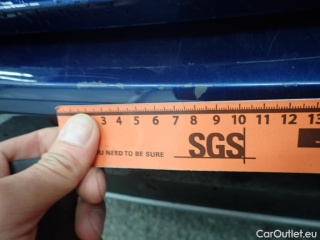 3 4 5 6 7 8 9 10 11 12 13
U NEED TO BE SURE
SGS
CarOutlet.eu